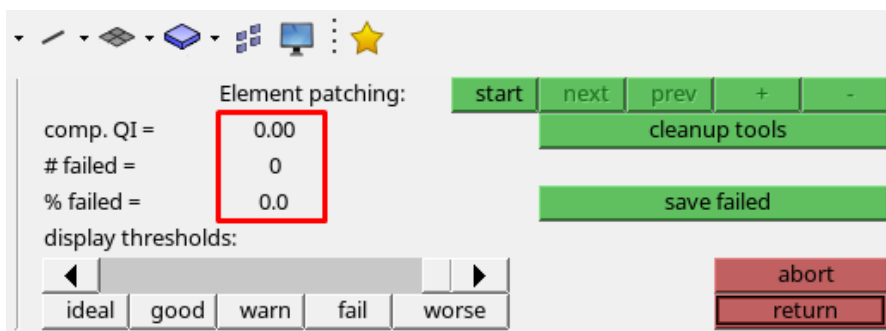 Element patching: start next prev + -
comp. QI = 0.00 cleanup tools
# failed = 0
% failed = 0.0 save failed
display thresholds:
abort
ideal good warn fail worse return